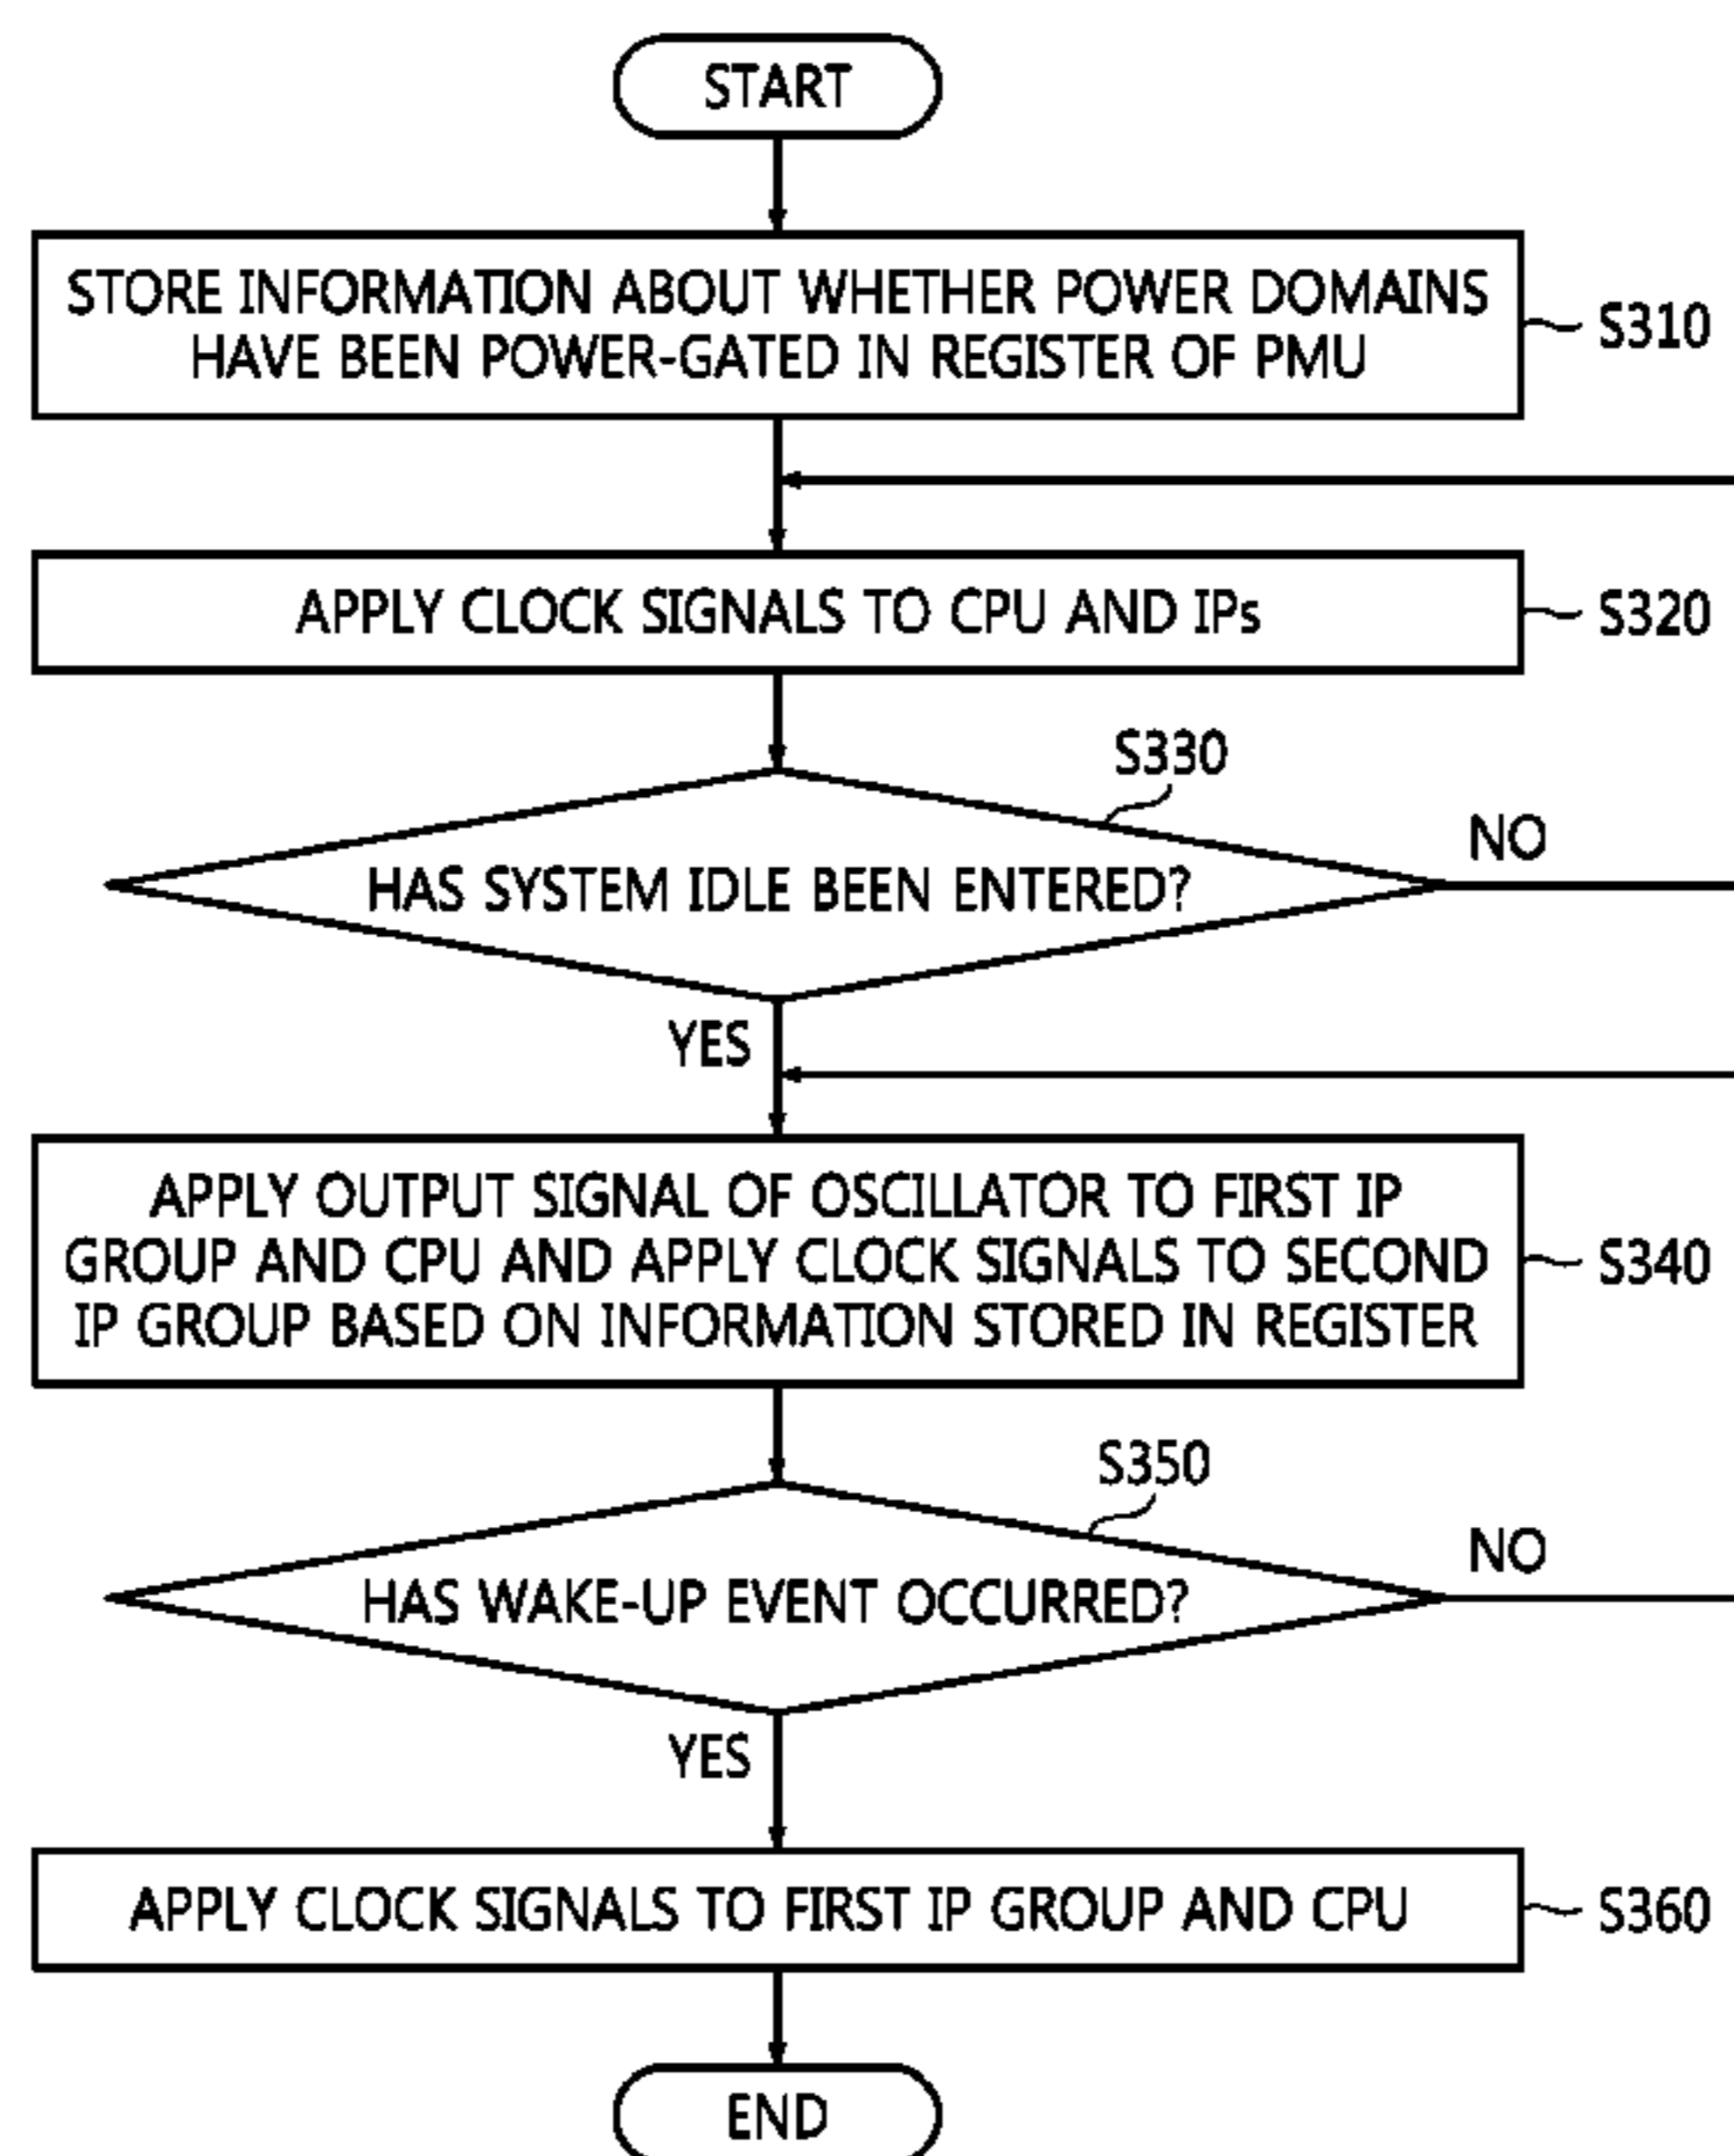 START
STORE INFORMATION ABOUT WHETHER POWER DOMAINS
HAVE BEEN POWER-GATED IN REGISTER OF PMU
S310
APPLY CLOCK SIGNALS TO CPU AND IPs
S320
S330
HAS SYSTEM IDLE BEEN ENTERED?
NO
YES
APPLY OUTPUT SIGNAL OF OSCILLATOR TO FIRST IP
GROUP AND CPU AND APPLY CLOCK SIGNALS TO SECOND
IP GROUP BASED ON INFORMATION STORED IN REGISTER
S340
S350
HAS WAKE-UP EVENT OCCURRED?
NO
YES
APPLY CLOCK SIGNALS TO FIRST IP GROUP AND CPU
S360
END